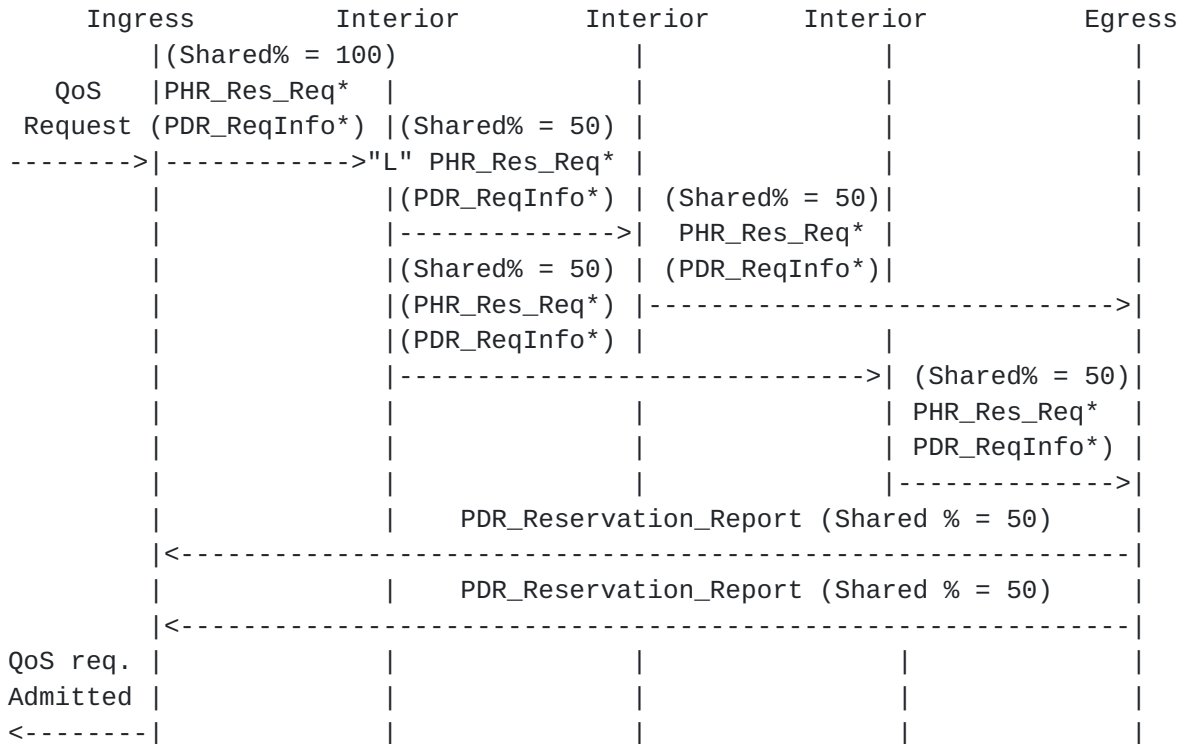 Ingress         Interior        Interior      Interior          Egress
         |(Shared% = 100)                |               |               |
   QoS   |PHR_Res_Req*  |               |               |               |
 Request (PDR_ReqInfo*) |(Shared% = 50) |               |               |
-------->|------------>"L" PHR_Res_Req* |               |               |
         |              |(PDR_ReqInfo*) | (Shared% = 50)|               |
         |              |-------------->|  PHR_Res_Req* |               |
         |              |(Shared% = 50) | (PDR_ReqInfo*)|               |
         |              |(PHR_Res_Req*) |------------------------------>|
         |              |(PDR_ReqInfo*) |               |               |
         |              |------------------------------>| (Shared% = 50)|
         |              |               |               | PHR_Res_Req*  |
         |              |               |               | PDR_ReqInfo*) |
         |              |               |               |-------------->|
         |              |    PDR_Reservation_Report (Shared % = 50)     |
         |<-------------------------------------------------------------|
         |              |    PDR_Reservation_Report (Shared % = 50)     |
         |<-------------------------------------------------------------|
QoS req. |              |               |                |              |
Admitted |              |               |                |              |
<--------|              |               |                |              |